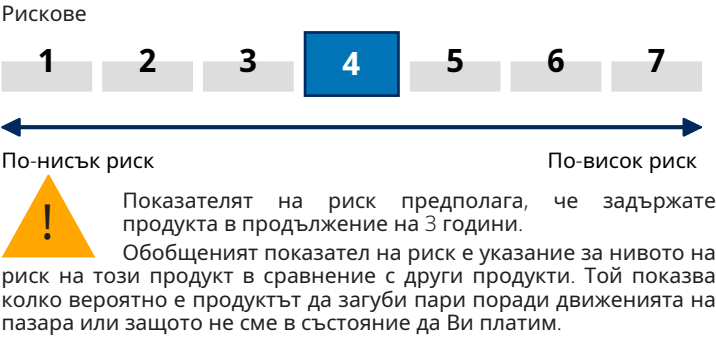 Рискове
1 2 3 4 5 6 7
По-нисък риск По-висок риск
!
Показателят на риск предполага, че задържате
продукта в продължение на 3 години.
Обобщеният показател на риск е указание за нивото на
риск на този продукт в сравнение с други продукти. Той показва
колко вероятно е продуктът да загуби пари поради движенията на
пазара или защото не сме в състояние да Ви платим.